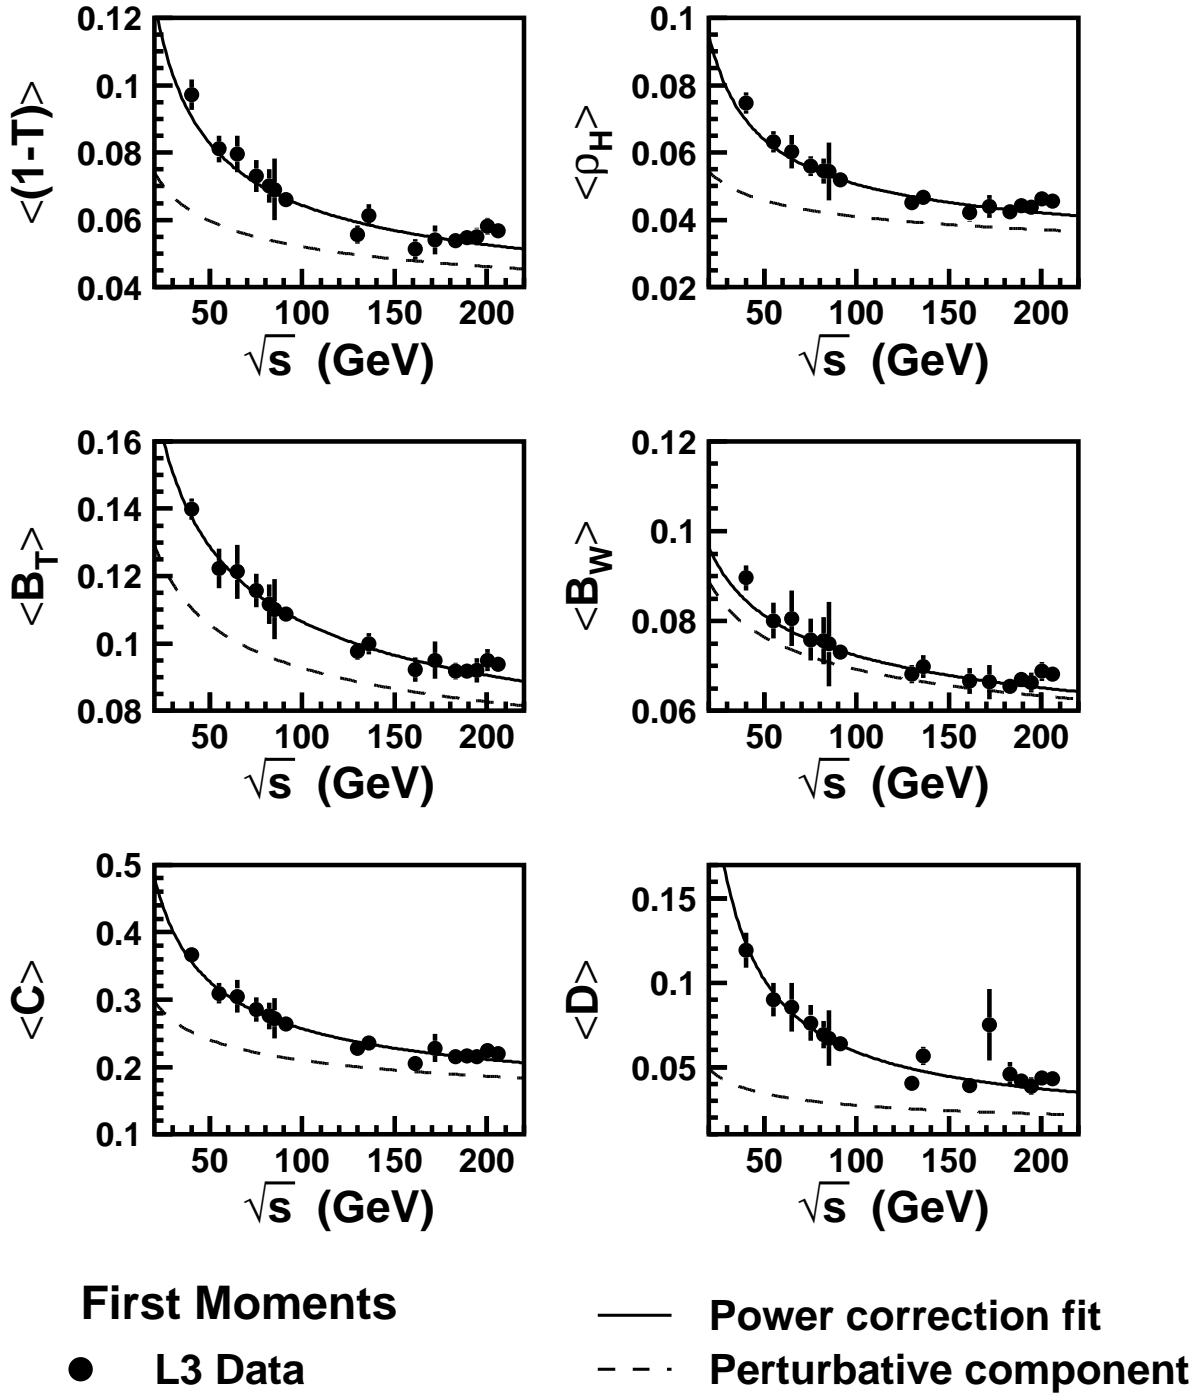 0.12
0.1
0.08
0.06
0.04
<(1-T)>
50 100 150 200
√s (GeV)
0.1
0.08
0.06
0.04
0.02
<ρH>
50 100 150 200
√s (GeV)
0.16
0.14
0.12
0.1
0.08
<BT>
50 100 150 200
√s (GeV)
0.12
0.1
0.08
0.06
<BW>
50 100 150 200
√s (GeV)
0.5
0.4
0.3
0.2
0.1
<C>
50 100 150 200
√s (GeV)
0.15
0.1
0.05
<D>
50 100 150 200
√s (GeV)
First Moments
L3 Data
Power correction fit
Perturbative component